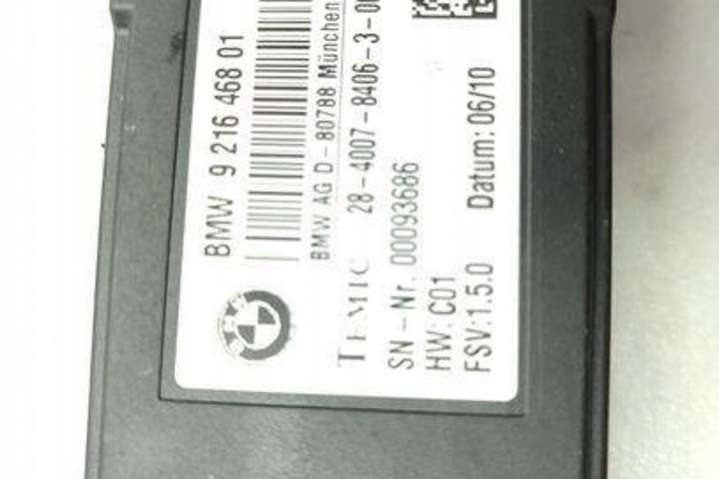 BMW 9 216 468 01
BMW AG D-80788 München
TEMIC 28-4007-8406-3-0
SN-Nr. 00093686
HW: C01
FSV:1.5.0 Datum: 06/10
BMW